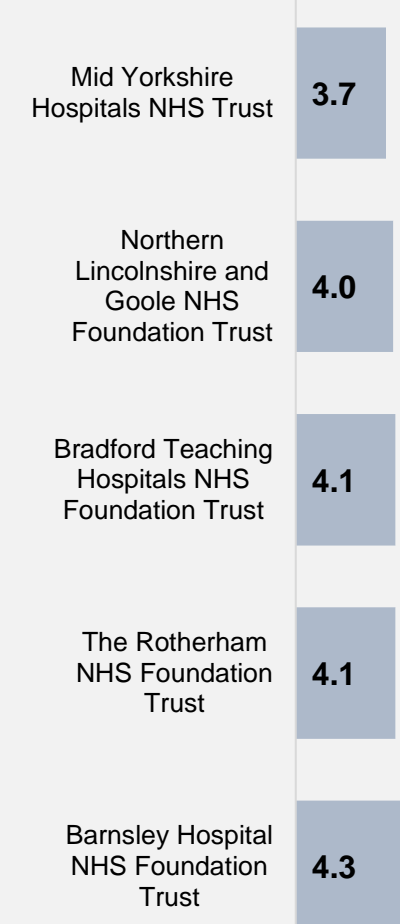 Mid Yorkshire
Hospitals NHS Trust
3.7
Northern
Lincolnshire and
Goole NHS
Foundation Trust
4.0
Bradford Teaching
Hospitals NHS
Foundation Trust
4.1
The Rotherham
NHS Foundation
Trust
4.1
Barnsley Hospital
NHS Foundation
Trust
4.3